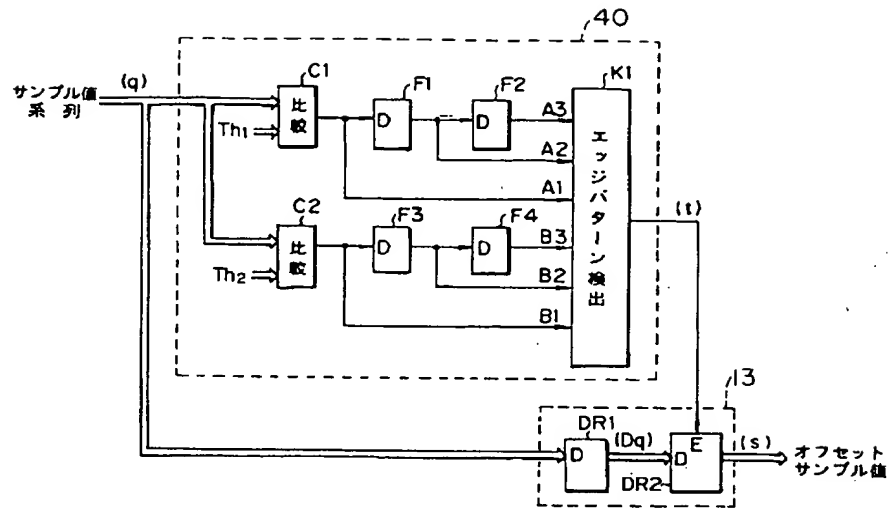 40
(q)
サンプル値
系列
C1
比較
Th1
F1
D
F2
D
K1
A3
A2
A1
エッジパターン検出
C2
比較
Th2
F3
D
F4
D
B3
B2
B1
(t)
13
DR1
D
(Dq)
E
D
DR2
(s)
オフセット
サンプル値